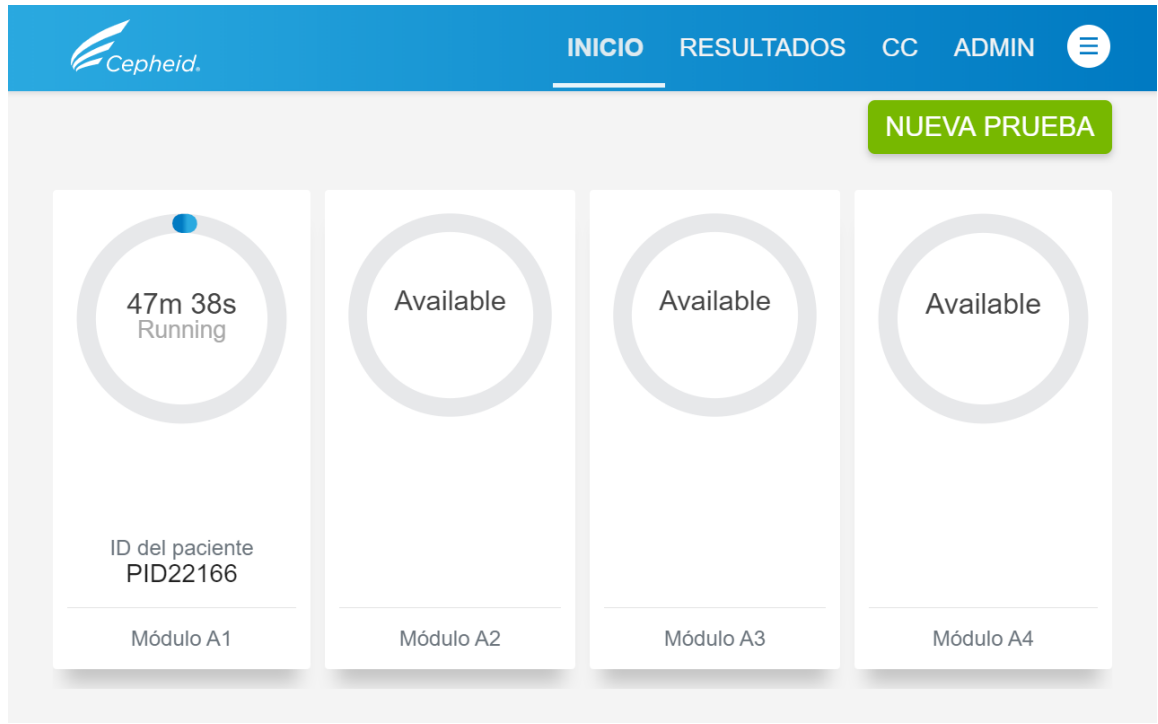 Cepheid.
INICIO RESULTADOS CC ADMIN
NUEVA PRUEBA
47m 38s
Running
ID del paciente
PID22166
Módulo A1
Available
Módulo A2
Available
Módulo A3
Available
Módulo A4